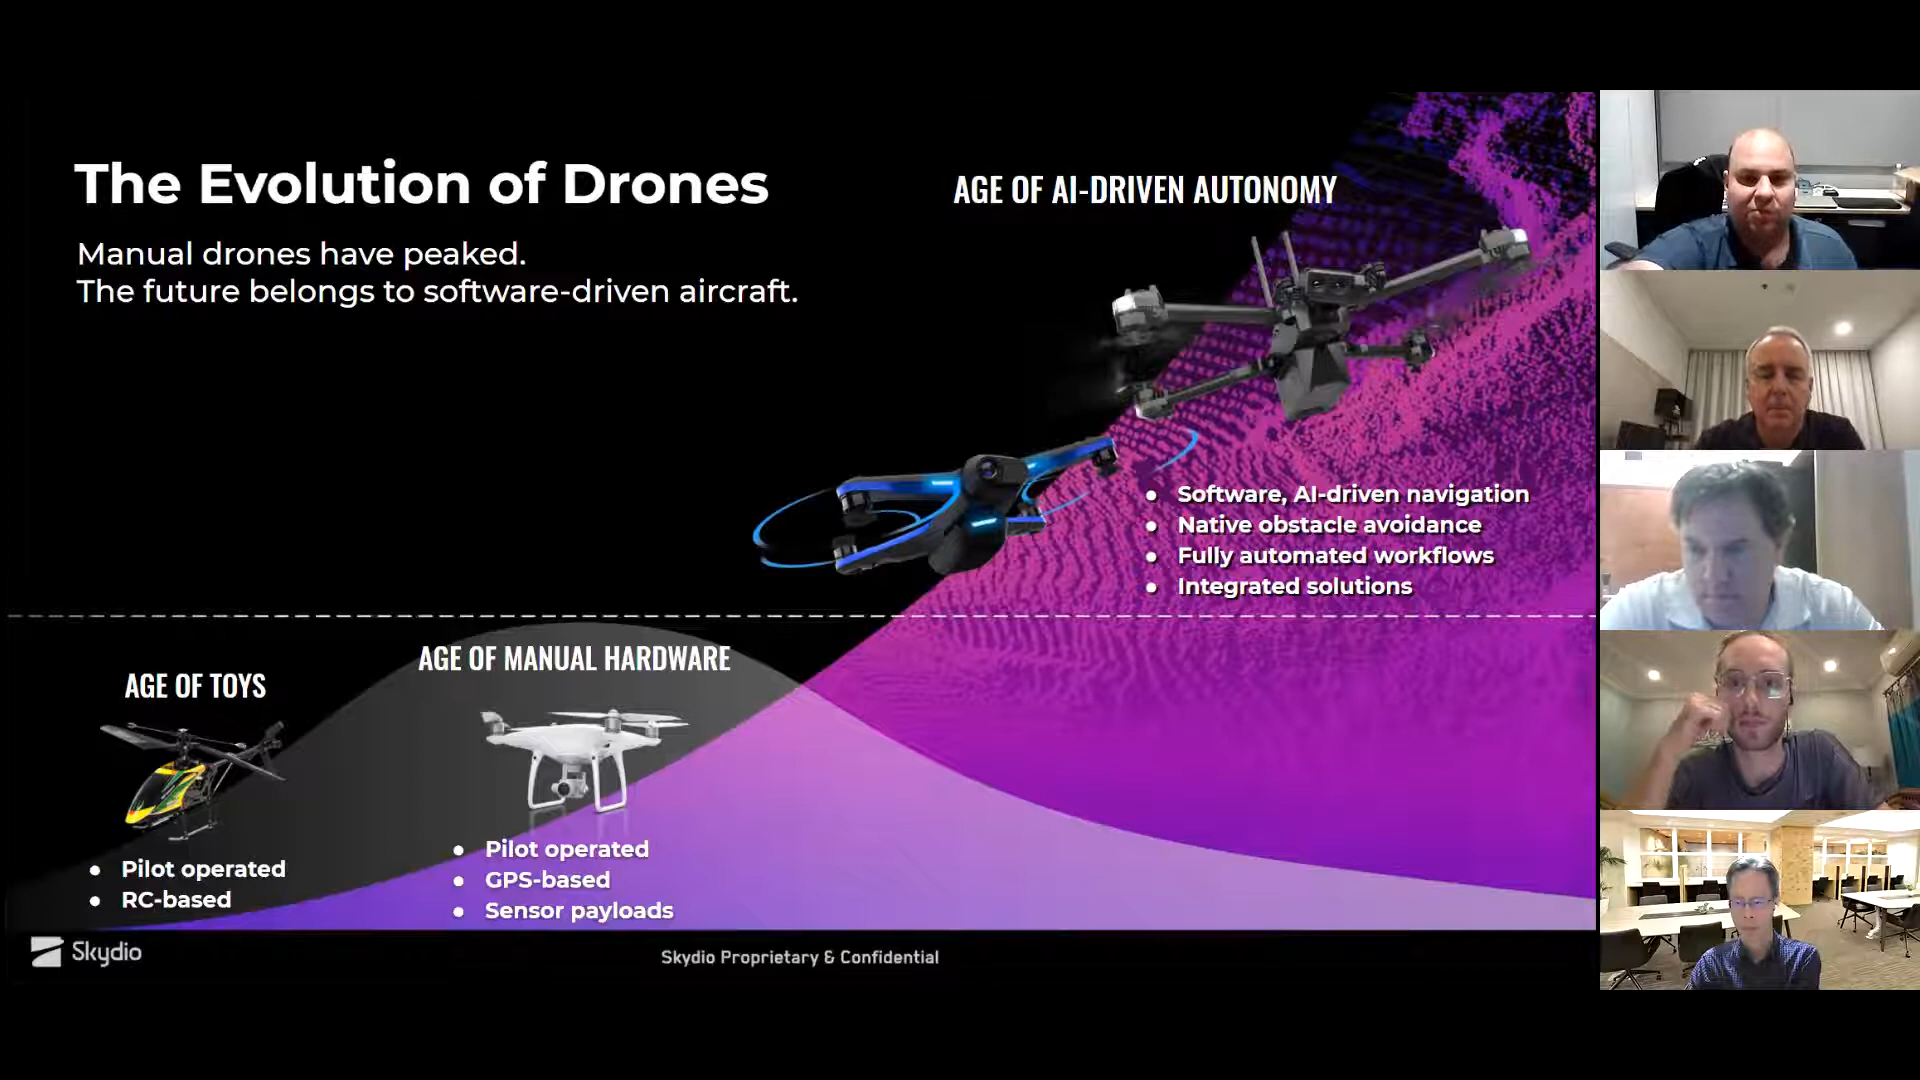 The Evolution of Drones
Manual drones have peaked.
The future belongs to software-driven aircraft.
AGE OF AI-DRIVEN AUTONOMY
Software, AI-driven navigation
Native obstacle avoidance
Fully automated workflows
Integrated solutions
AGE OF TOYS
Pilot operated
RC-based
AGE OF MANUAL HARDWARE
Pilot operated
GPS-based
Sensor payloads
Skydio
Skydio Proprietary & Confidential